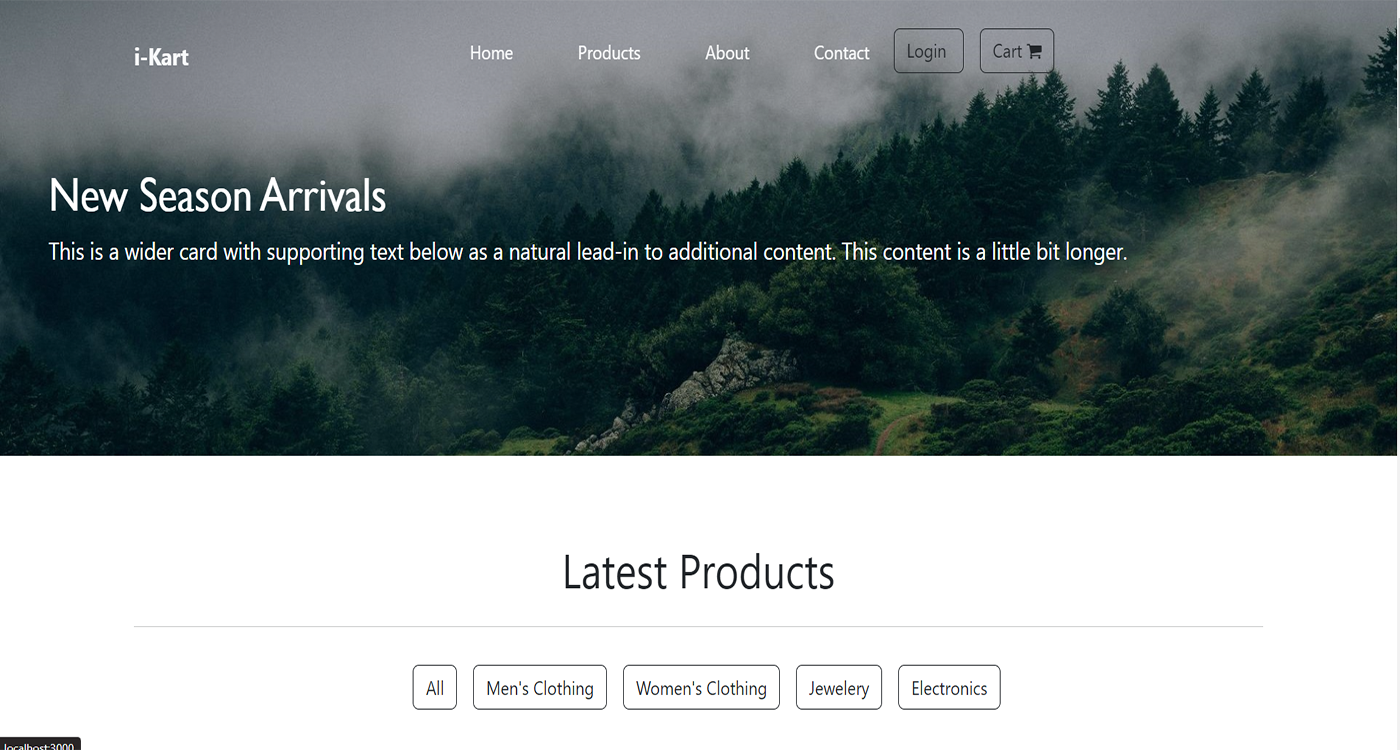 i-Kart Home Products About Contact Login Cart
New Season Arrivals
This is a wider card with supporting text below as a natural lead-in to additional content. This content is a little bit longer.
Latest Products
All Men's Clothing Women's Clothing Jewelery Electronics
localhost:3000